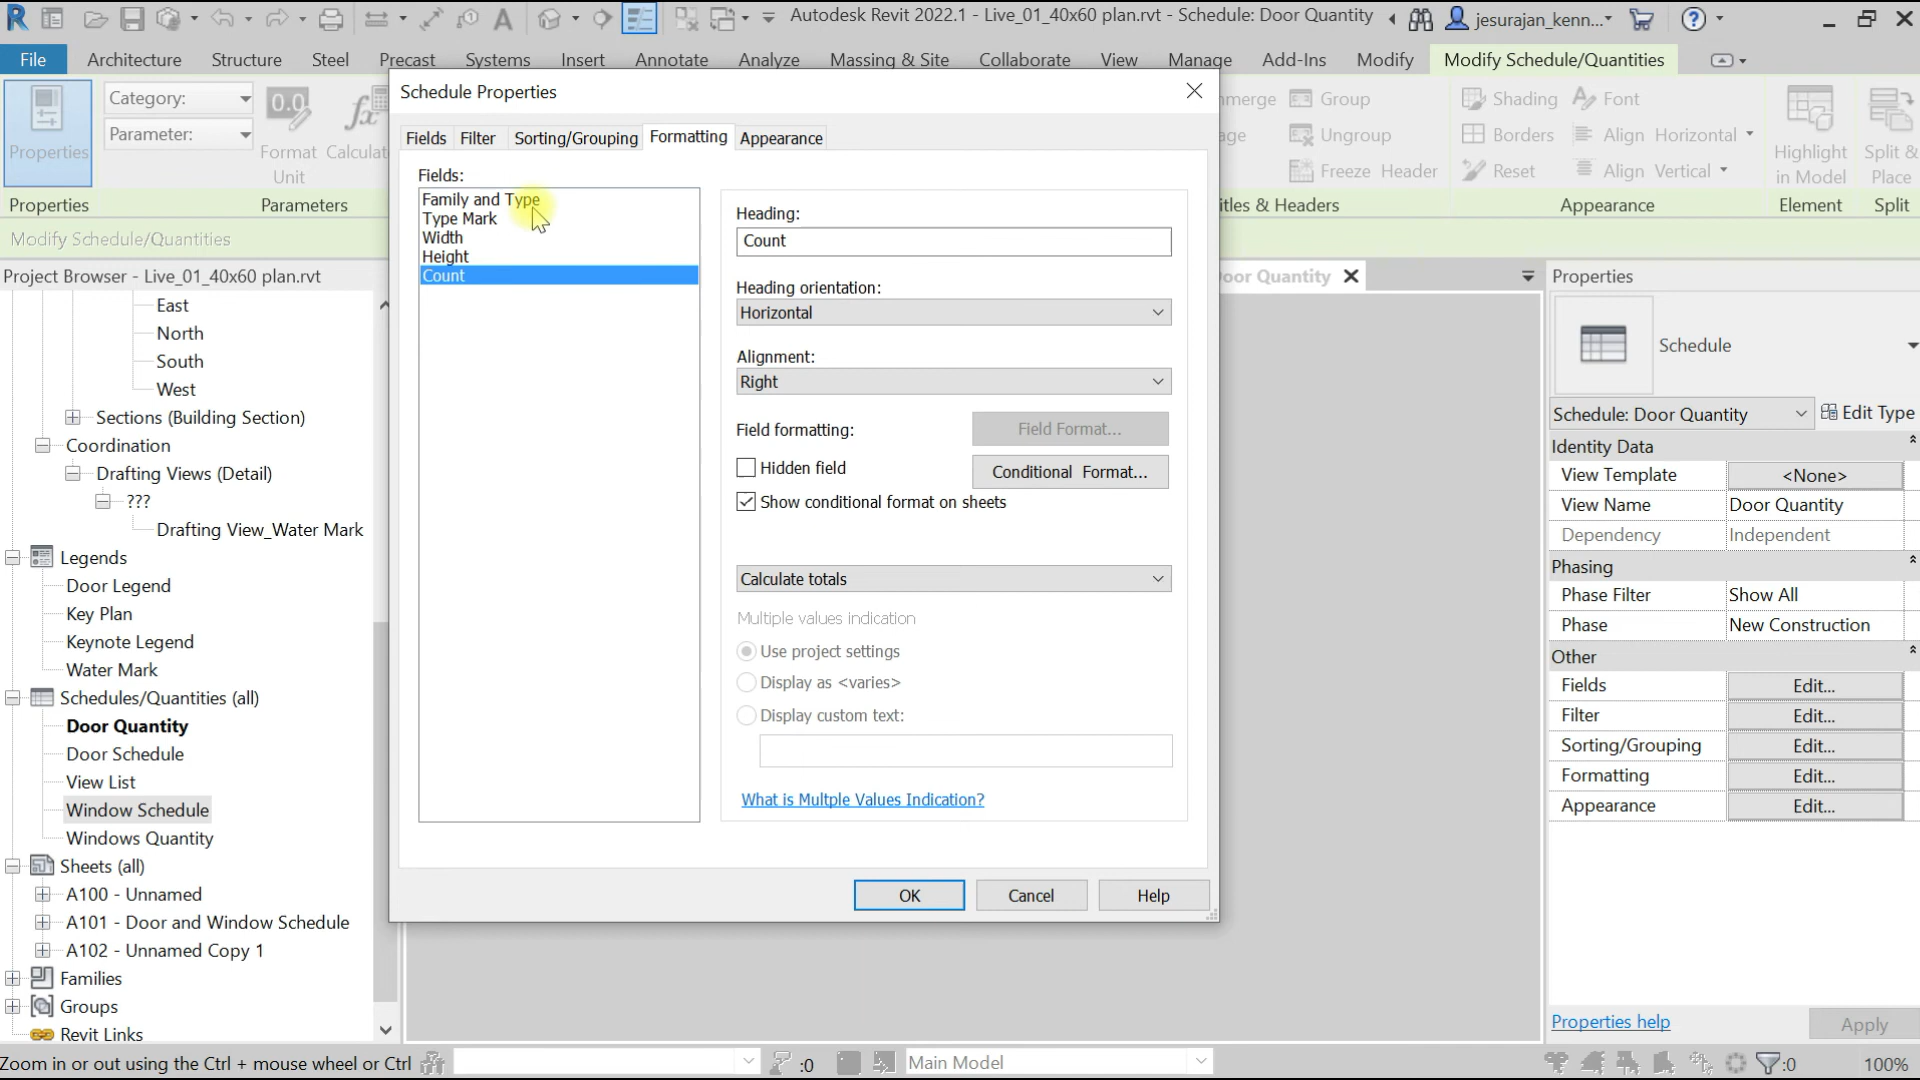 Autodesk Revit 2022.1 - Live_01_40x60 plan.rvt - Schedule: Door Quantity
jesurajan_kenn...
File
Architecture
Structure
Steel
Precast
Systems
Insert
Annotate
Analyze
Massing & Site
Collaborate
View
Manage
Add-Ins
Modify
Modify Schedule/Quantities
Properties
Category:
Parameter:
0.0
Format
Unit
Calculat
Group
Ungroup
Freeze Header
Shading
Borders
Reset
Font
Align Horizontal
Align Vertical
Highlight
in Model
Split &
Place
Properties
Parameters
itles & Headers
Appearance
Element
Split
Modify Schedule/Quantities
Project Browser - Live_01_40x60 plan.rvt
East
North
South
West
Sections (Building Section)
Coordination
Drafting Views (Detail)
???
Drafting View_Water Mark
Legends
Door Legend
Key Plan
Keynote Legend
Water Mark
Schedules/Quantities (all)
Door Quantity
Door Schedule
View List
Window Schedule
Windows Quantity
Sheets (all)
A100 - Unnamed
A101 - Door and Window Schedule
A102 - Unnamed Copy 1
Families
Groups
Revit Links
Schedule Properties
Fields
Filter
Sorting/Grouping
Formatting
Appearance
Fields:
Family and Type
Type Mark
Width
Height
Count
Heading:
Count
Heading orientation:
Horizontal
Alignment:
Right
Field formatting:
Field Format...
Hidden field
Conditional Format...
Show conditional format on sheets
Calculate totals
Multiple values indication
Use project settings
Display as <varies>
Display custom text:
What is Multple Values Indication?
OK
Cancel
Help
oor Quantity
Properties
Schedule
Schedule: Door Quantity
Edit Type
Identity Data
View Template
<None>
View Name
Door Quantity
Dependency
Independent
Phasing
Phase Filter
Show All
Phase
New Construction
Other
Fields
Edit...
Filter
Edit...
Sorting/Grouping
Edit...
Formatting
Edit...
Appearance
Edit...
Properties help
Apply
Zoom in or out using the Ctrl + mouse wheel or Ctrl
:0
Main Model
:0
100%